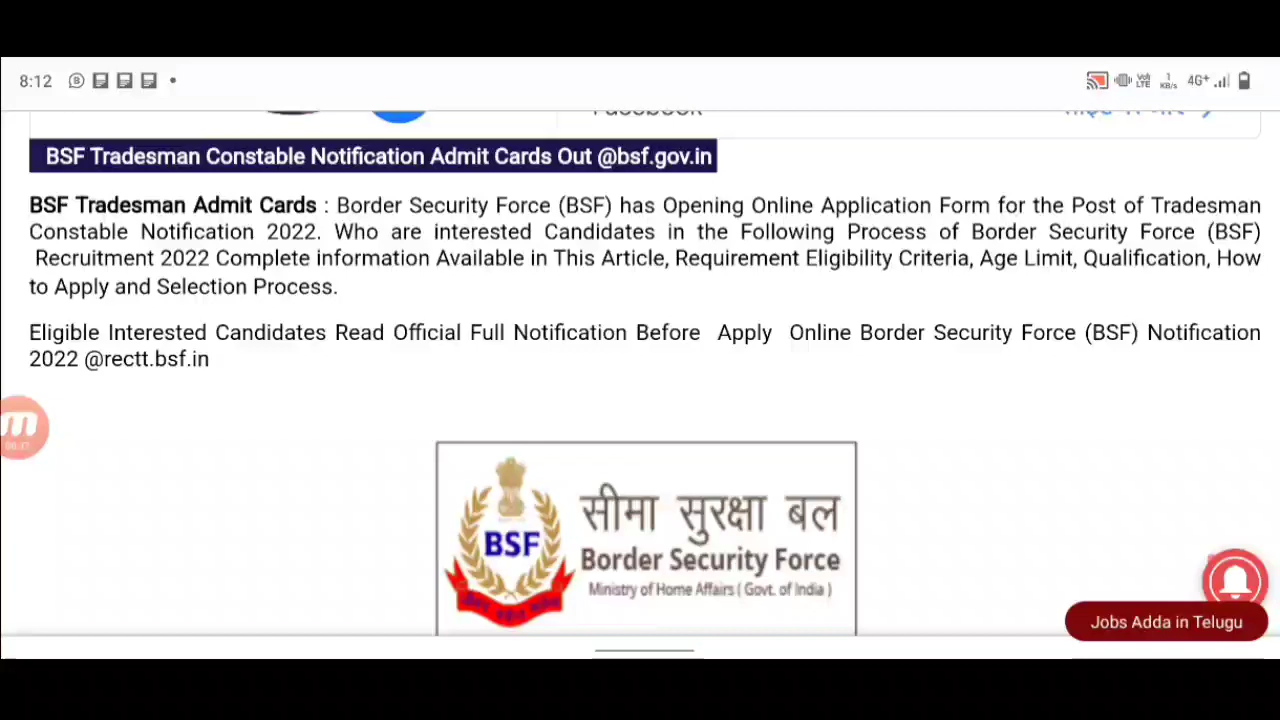 8:12
Vo)
LTE
1
KB/s
4G+
BSF Tradesman Constable Notification Admit Cards Out @bsf.gov.in
BSF Tradesman Admit Cards : Border Security Force (BSF) has Opening Online Application Form for the Post of Tradesman
Constable Notification 2022. Who are interested Candidates in the Following Process of Border Security Force (BSF)
Recruitment 2022 Complete information Available in This Article, Requirement Eligibility Criteria, Age Limit, Qualification, How
to Apply and Selection Process.
Eligible Interested Candidates Read Official Full Notification Before Apply Online Border Security Force (BSF) Notification
2022 @rectt.bsf.in
सीमा सुरक्षा बल
BSF
Border Security Force
Ministry of Home Affairs ( Govt. of India )
Jobs Adda in Telugu